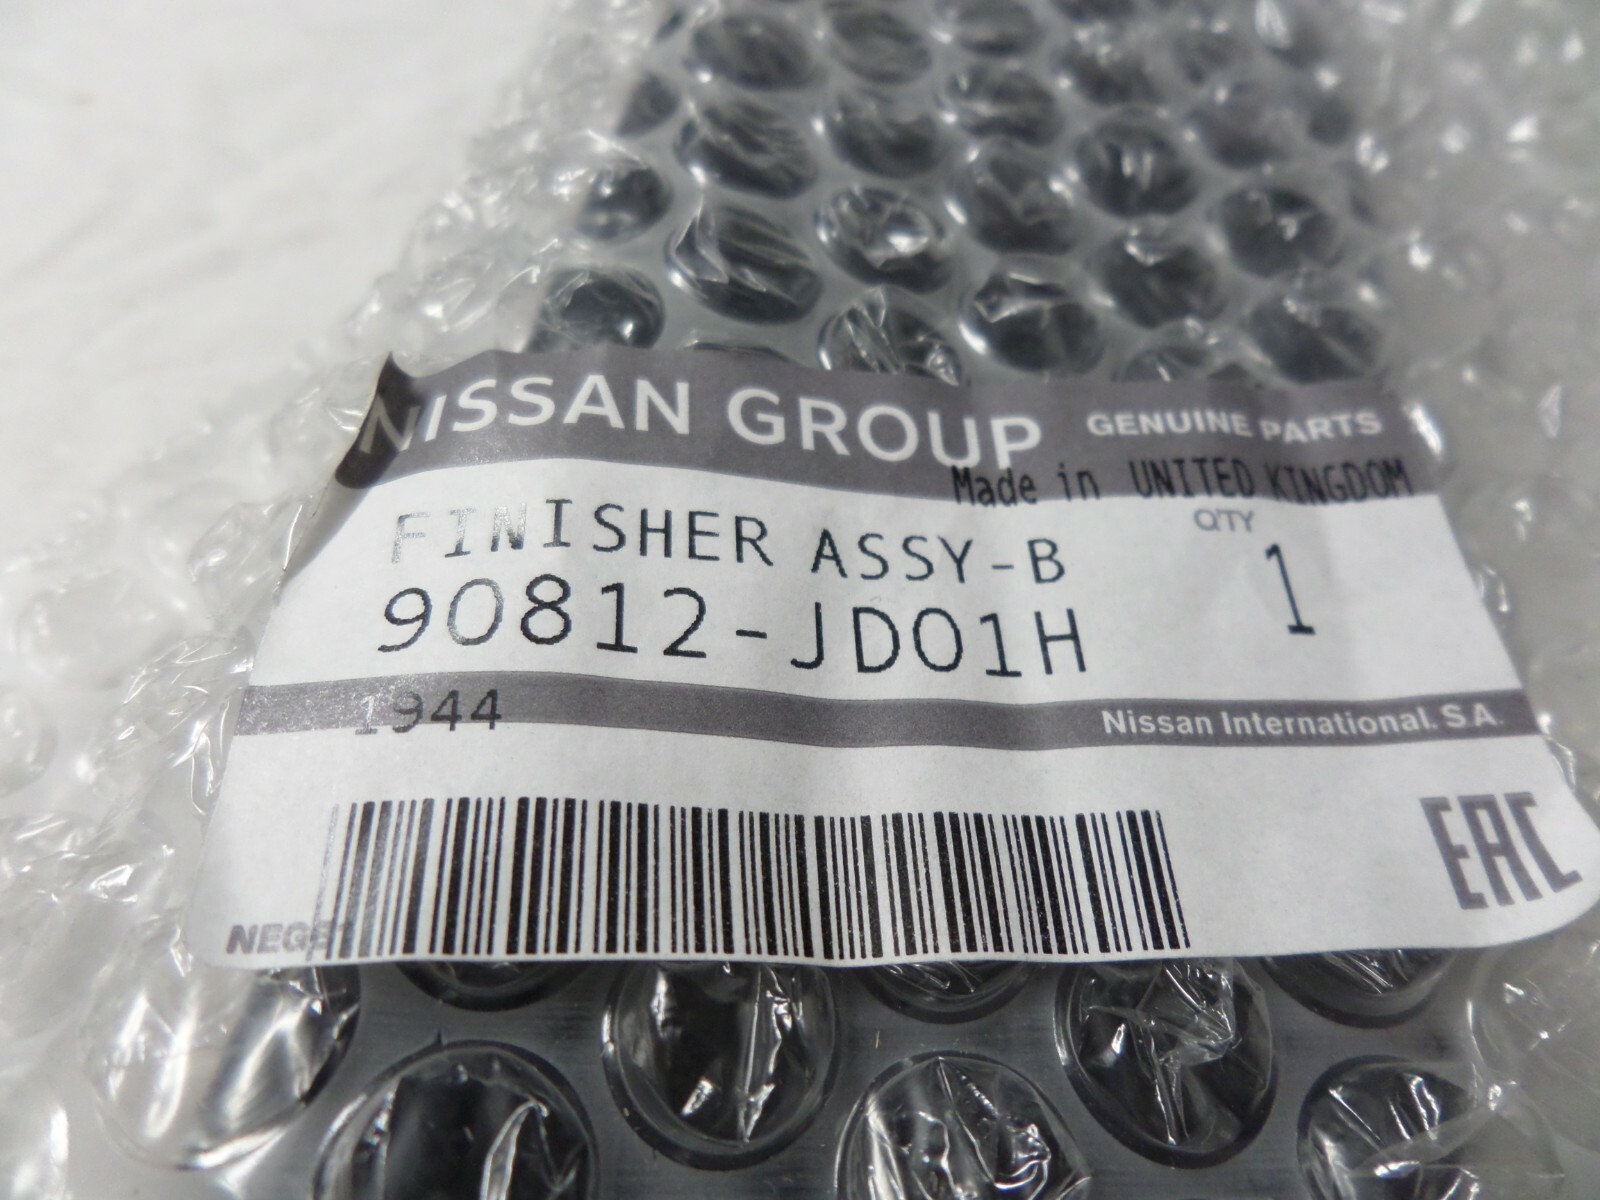 NISSAN GROUP GENUINE PARTS
Made in UNITED KINGDOM
FINISHER ASSY-B QTY
90812-JD01H 1
1944 Nissan International. S.A.
EAC